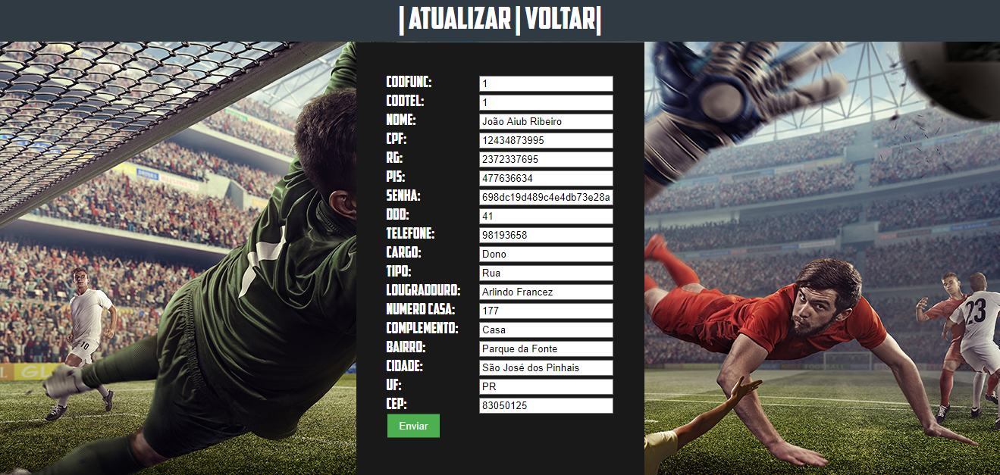 | ATUALIZAR | VOLTAR|
CODFUNC: 1
CODTEL: 1
NOME: João Aiub Ribeiro
CPF: 12434873995
RG: 2372337695
PIS: 477636634
SENHA: 698dc19d489c4e4db73e28a
DDD: 41
TELEFONE: 98193658
CARGO: Dono
TIPO: Rua
LOUGRADOURO: Arlindo Francez
NUMERO CASA: 177
COMPLEMENTO: Casa
BAIRRO: Parque da Fonte
CIDADE: São José dos Pinhais
UF: PR
CEP: 83050125
Enviar
10
23